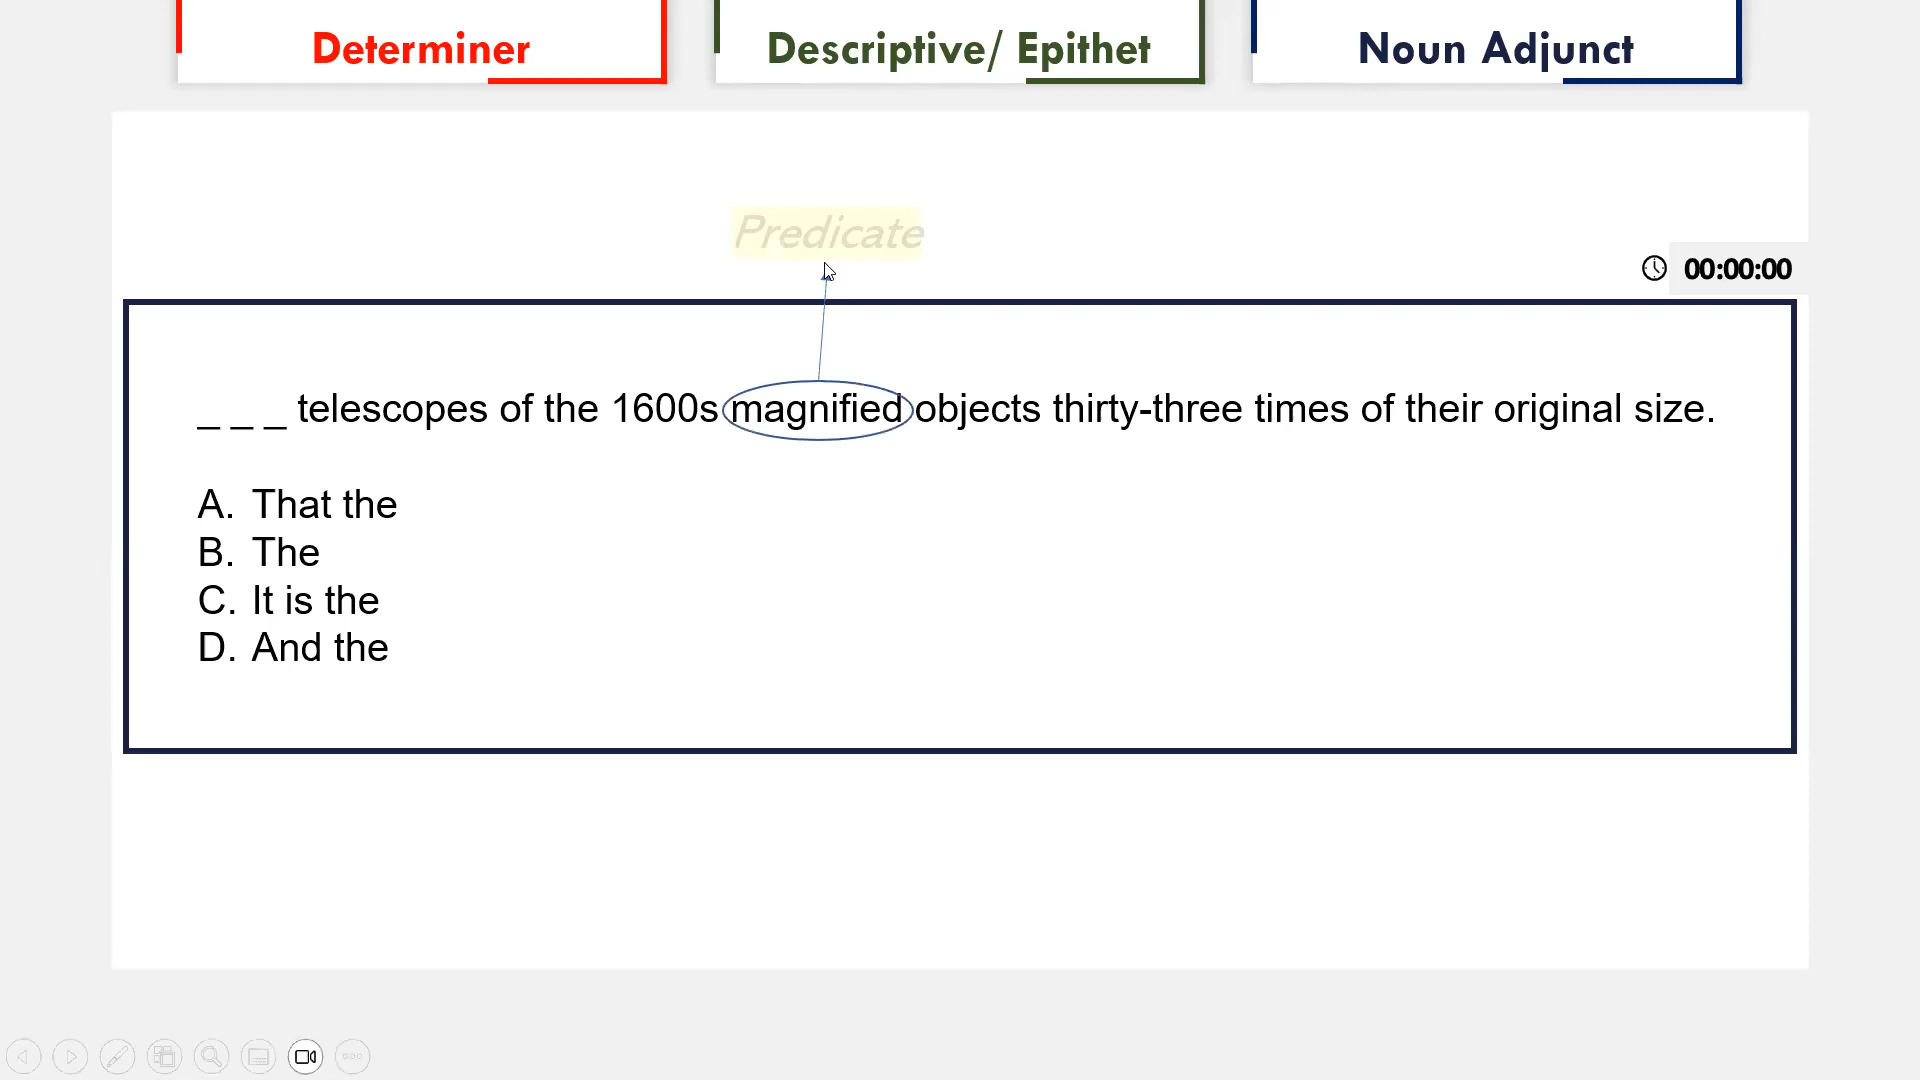 Determiner
Descriptive/ Epithet
Noun Adjunct
Predicate
00:00:00
_ _ _ telescopes of the 1600s magnified objects thirty-three times of their original size.
A. That the
B. The
C. It is the
D. And the